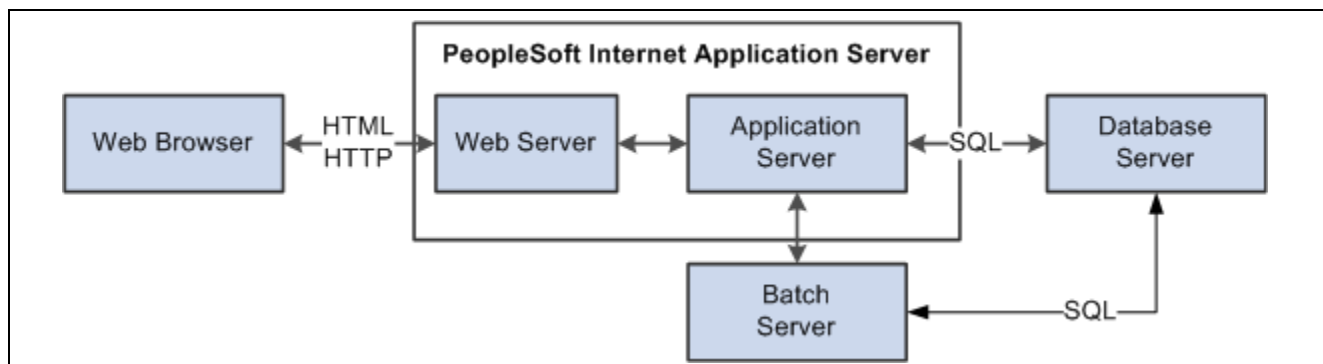 PeopleSoft Internet Application Server
Web Browser
HTML
HTTP
Web Server
Application
Server
SQL
Database
Server
Batch
Server
SQL